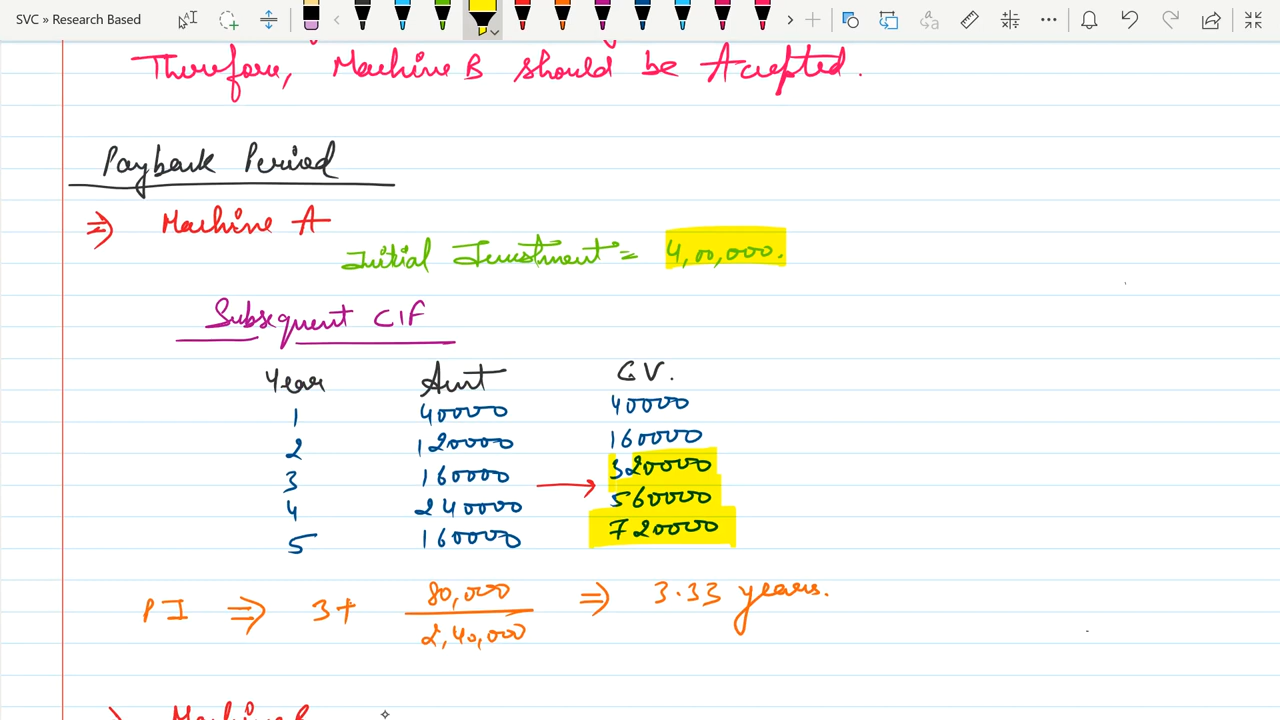 SVC » Research Based
Therefore, Machine B should be Accepted.
Payback Period
⇒ Machine A
Initial Investment = 4,00,000.
Subsequent CIF
Year Amt C.V.
1 40000 40000
2 120000 160000
3 160000 → 320000
4 240000 560000
5 160000 720000
PI ⇒ 3+ 80,000 / 2,40,000 ⇒ 3.33 years.
Machine B